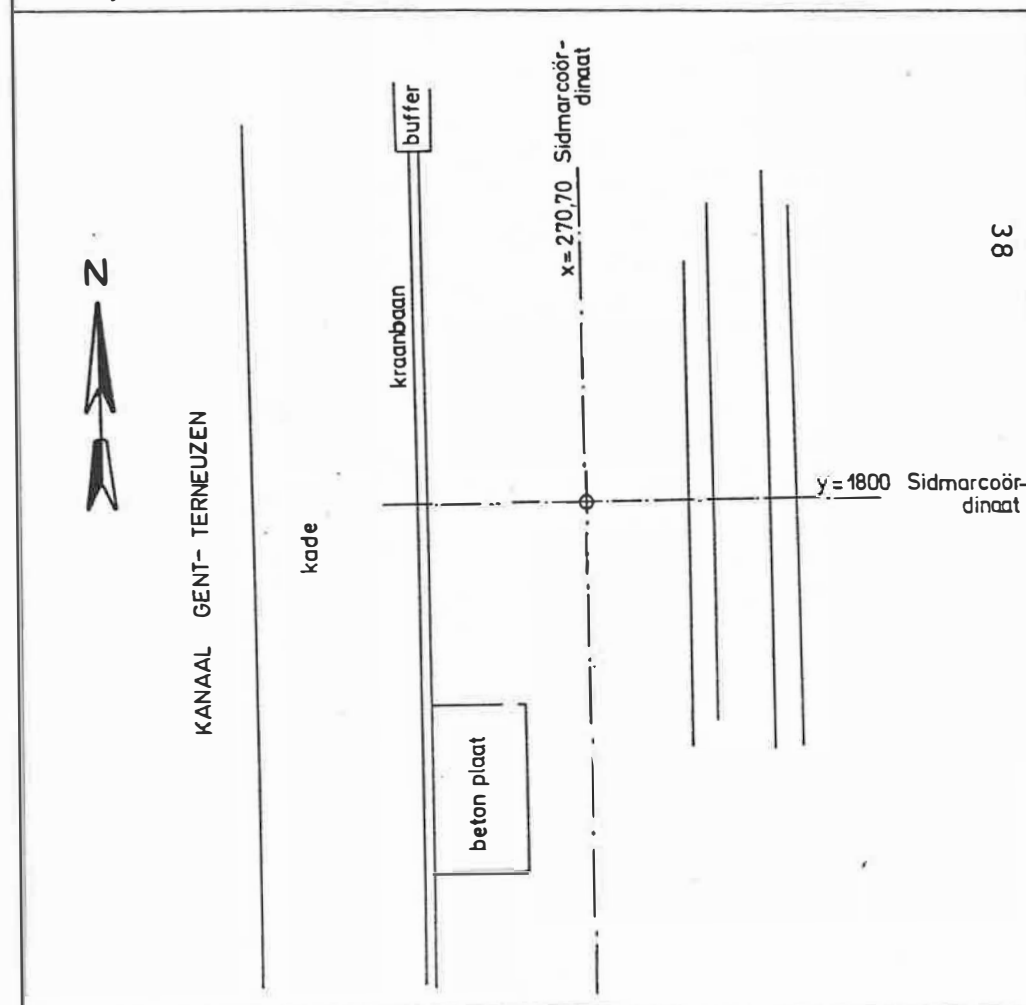 buffer
x = 270,70 Sidmarcoör-
dinaat
38
N
kraanbaan
KANAAL GENT- TERNEUZEN
kade
y = 1800 Sidmarcoör-
dinaat
beton plaat